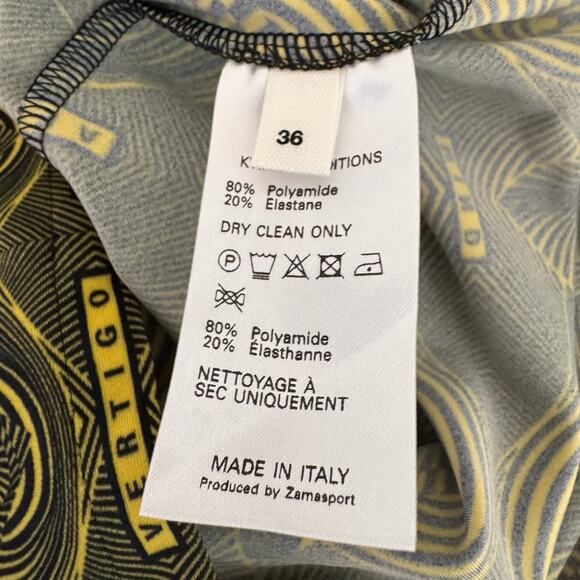 36
ITIONS
80% Polyamide
20% Elastane
DRY CLEAN ONLY
P
80% Polyamide
20% Élasthanne
NETTOYAGE À
SEC UNIQUEMENT
MADE IN ITALY
Produced by Zamasport
VERTIGO